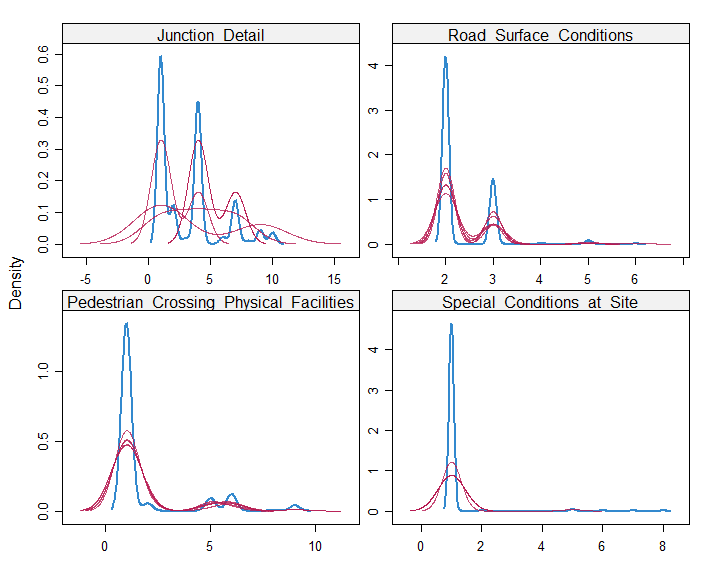 Junction Detail
0.0 0.1 0.2 0.3 0.4 0.5 0.6
-5 0 5 10 15
Road Surface Conditions
0 1 2 3 4
2 3 4 5 6
Density
Pedestrian Crossing Physical Facilities
0.0 0.5 1.0
0 5 10
Special Conditions at Site
0 1 2 3 4
0 2 4 6 8